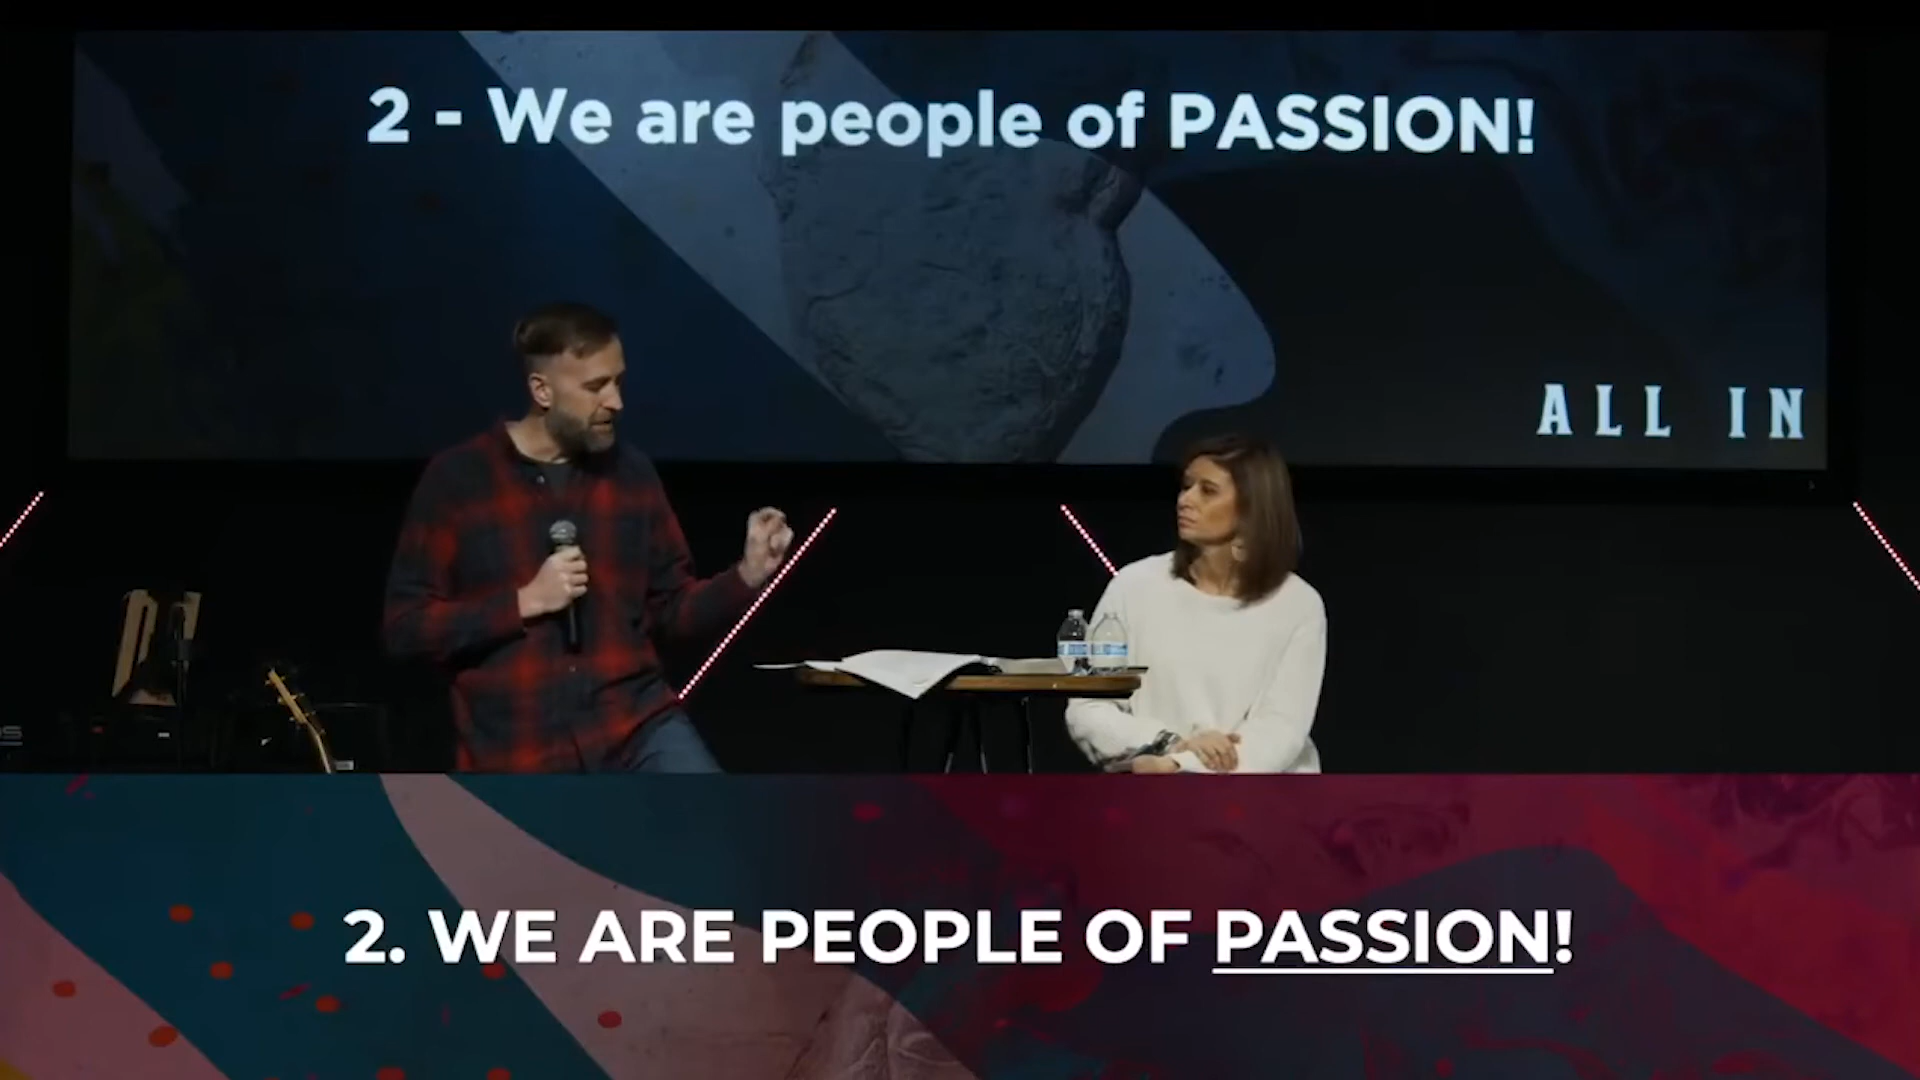 2 - We are people of PASSION!
ALL IN
2. WE ARE PEOPLE OF PASSION!